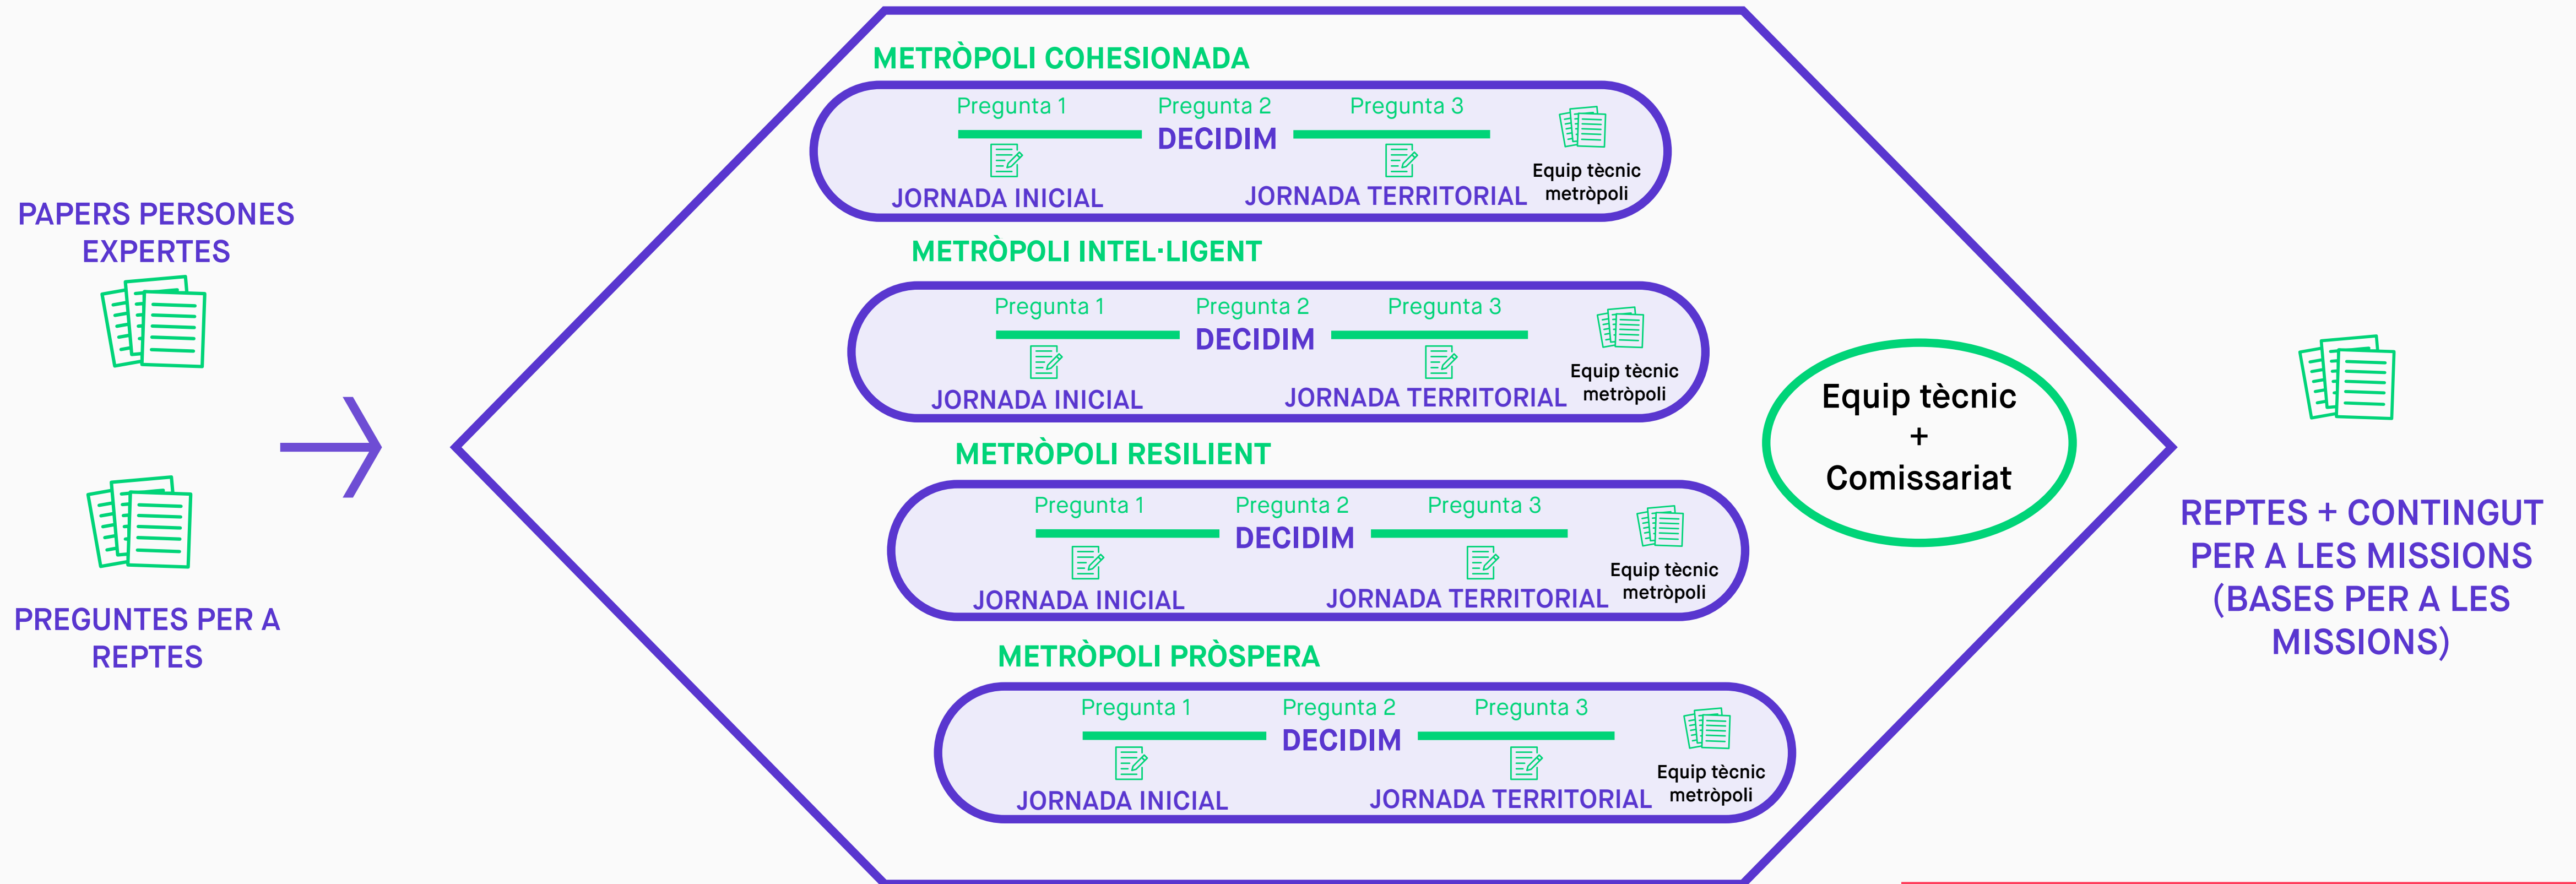 PAPERS PERSONES
EXPERTES
PREGUNTES PER A
REPTES
METRÒPOLI COHESIONADA
Pregunta 1
Pregunta 2
Pregunta 3
DECIDIM
JORNADA INICIAL
JORNADA TERRITORIAL
Equip tècnic
metròpoli
METRÒPOLI INTEL·LIGENT
Pregunta 1
Pregunta 2
Pregunta 3
DECIDIM
JORNADA INICIAL
JORNADA TERRITORIAL
Equip tècnic
metròpoli
METRÒPOLI RESILIENT
Pregunta 1
Pregunta 2
Pregunta 3
DECIDIM
JORNADA INICIAL
JORNADA TERRITORIAL
Equip tècnic
metròpoli
METRÒPOLI PRÒSPERA
Pregunta 1
Pregunta 2
Pregunta 3
DECIDIM
JORNADA INICIAL
JORNADA TERRITORIAL
Equip tècnic
metròpoli
Equip tècnic
+
Comissariat
REPTES + CONTINGUT
PER A LES MISSIONS
(BASES PER A LES
MISSIONS)